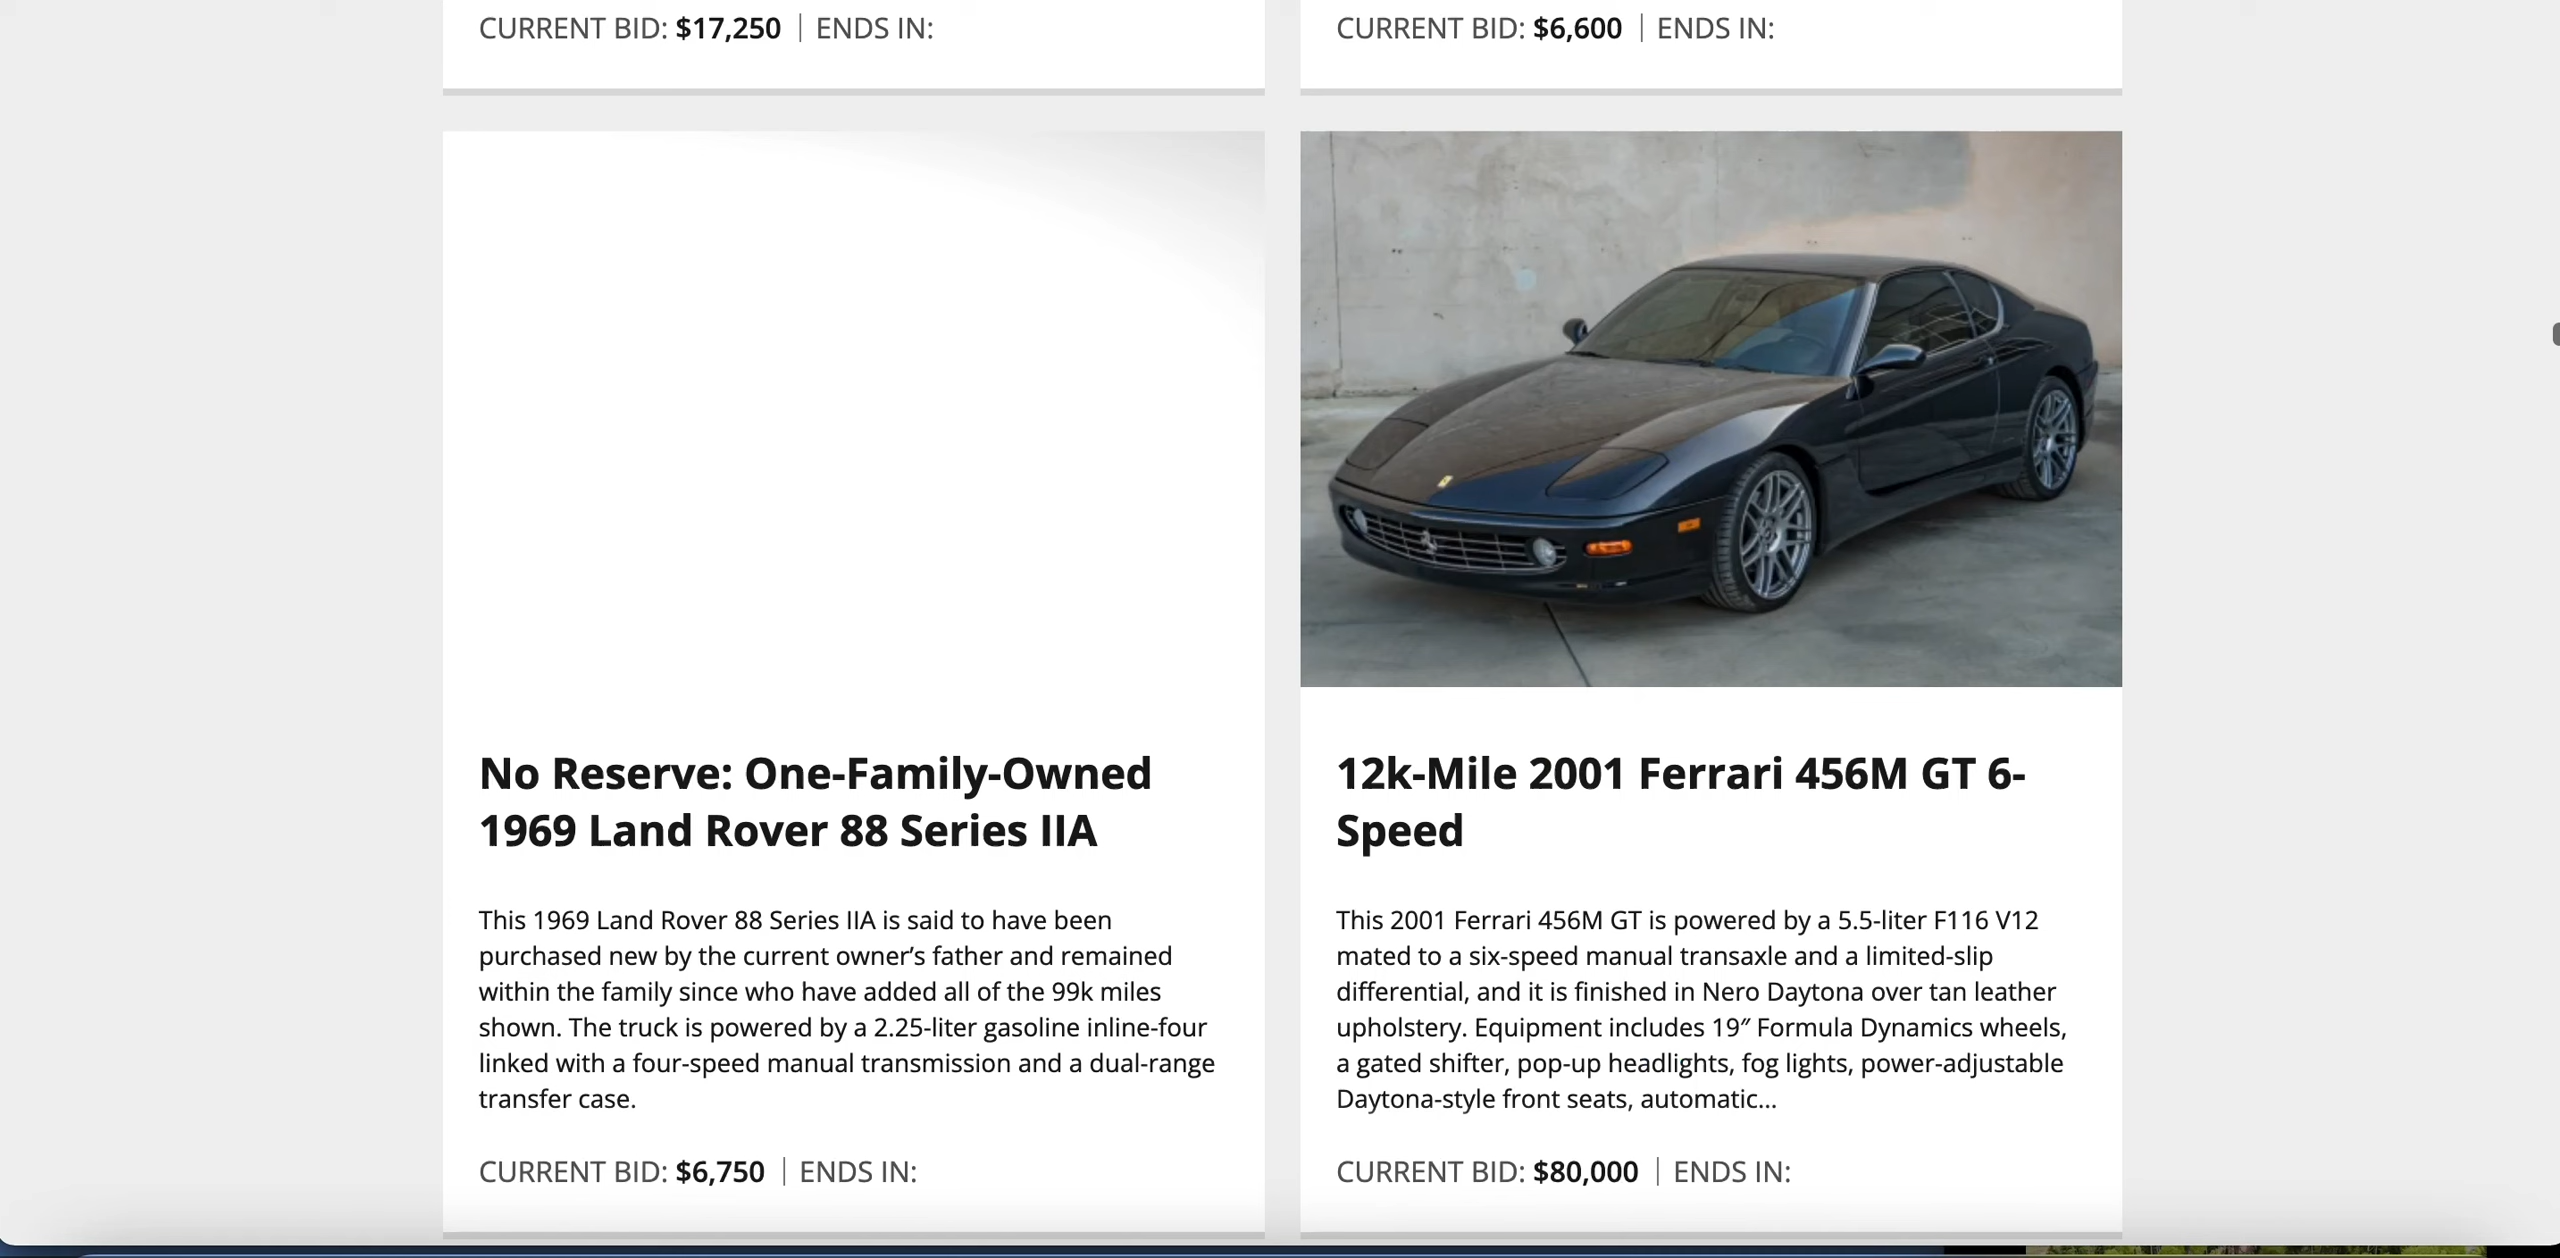 CURRENT BID: $17,250 | ENDS IN:
CURRENT BID: $6,600 | ENDS IN:
No Reserve: One-Family-Owned
1969 Land Rover 88 Series IIA
This 1969 Land Rover 88 Series IIA is said to have been
purchased new by the current owner’s father and remained
within the family since who have added all of the 99k miles
shown. The truck is powered by a 2.25-liter gasoline inline-four
linked with a four-speed manual transmission and a dual-range
transfer case.
CURRENT BID: $6,750 | ENDS IN:
12k-Mile 2001 Ferrari 456M GT 6-
Speed
This 2001 Ferrari 456M GT is powered by a 5.5-liter F116 V12
mated to a six-speed manual transaxle and a limited-slip
differential, and it is finished in Nero Daytona over tan leather
upholstery. Equipment includes 19″ Formula Dynamics wheels,
a gated shifter, pop-up headlights, fog lights, power-adjustable
Daytona-style front seats, automatic...
CURRENT BID: $80,000 | ENDS IN: